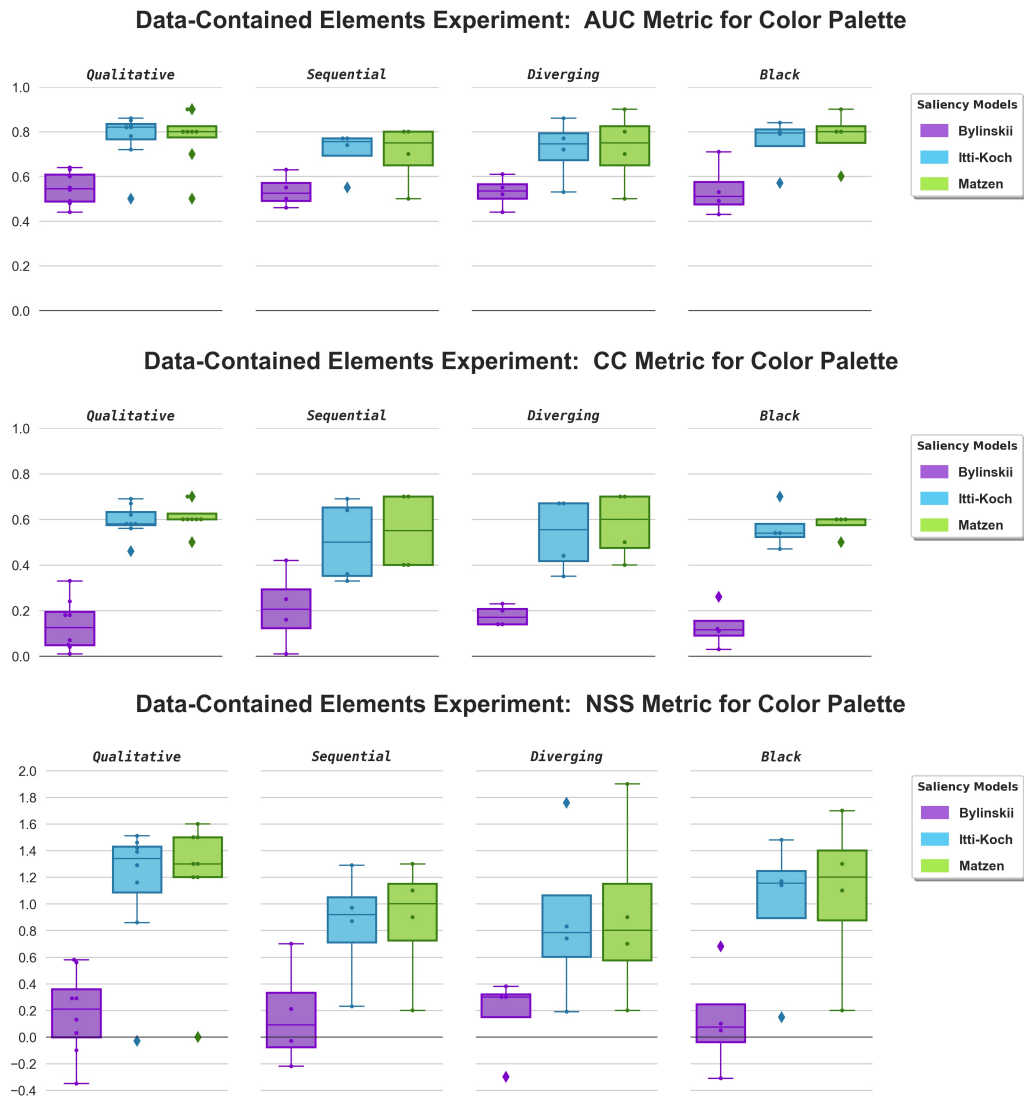 Data-Contained Elements Experiment:  AUC Metric for Color Palette
Qualitative
Sequential
Diverging
Black
1.0
0.8
0.6
0.4
0.2
0.0
Saliency Models
Bylinskii
Itti-Koch
Matzen
Data-Contained Elements Experiment:  CC Metric for Color Palette
Qualitative
Sequential
Diverging
Black
1.0
0.8
0.6
0.4
0.2
0.0
Saliency Models
Bylinskii
Itti-Koch
Matzen
Data-Contained Elements Experiment:  NSS Metric for Color Palette
Qualitative
Sequential
Diverging
Black
2.0
1.8
1.6
1.4
1.2
1.0
0.8
0.6
0.4
0.2
0.0
−0.2
−0.4
Saliency Models
Bylinskii
Itti-Koch
Matzen